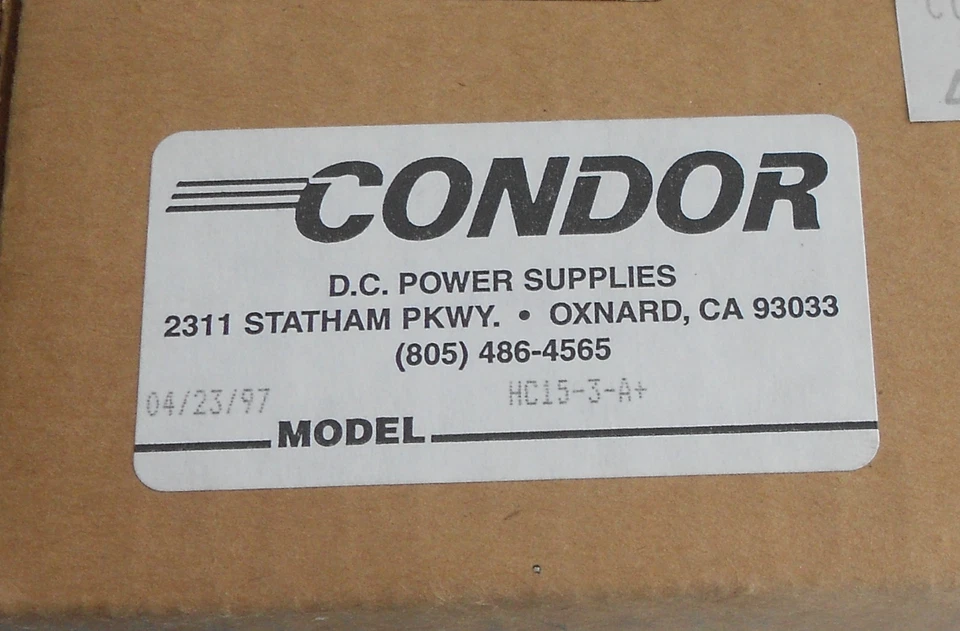 CONDOR
D.C. POWER SUPPLIES
2311 STATHAM PKWY. • OXNARD, CA 93033
(805) 486-4565
04/23/97 HC15-3-A+
MODEL